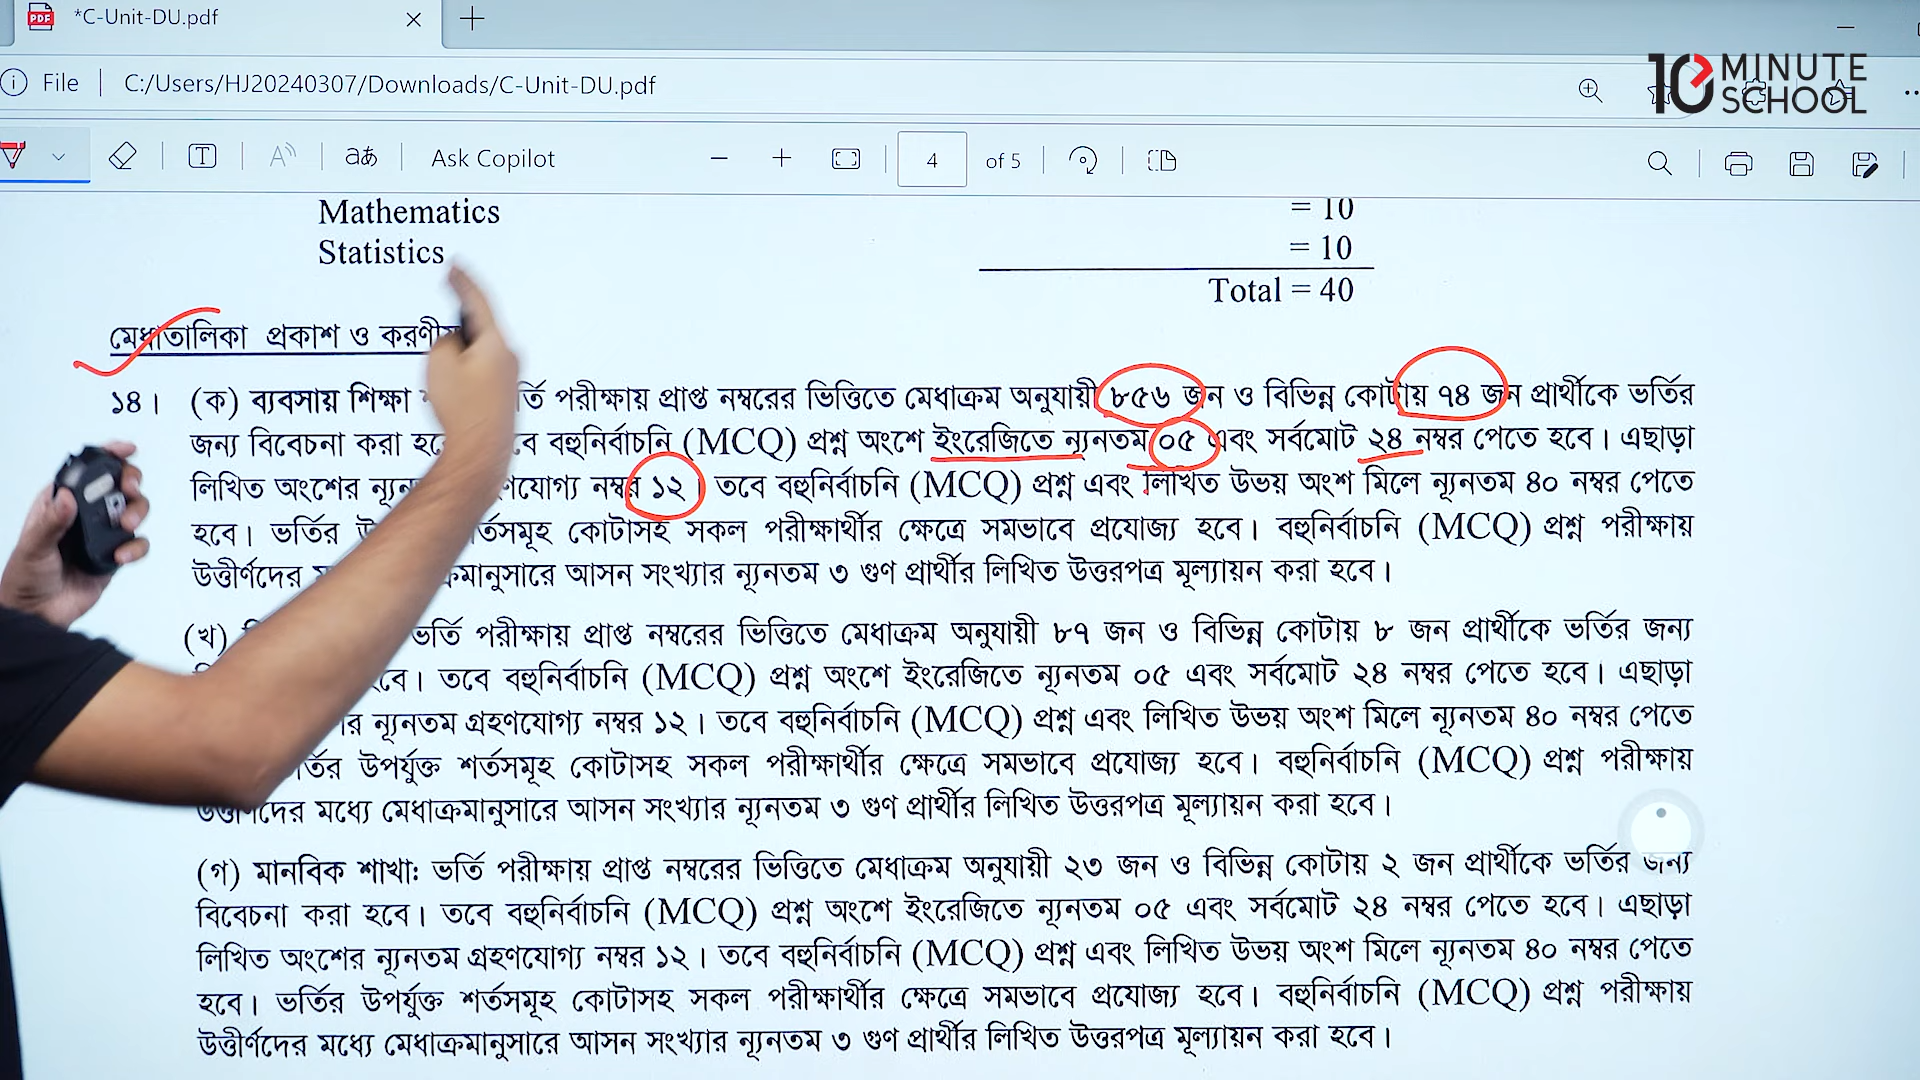 *C-Unit-DU.pdf
File C:/Users/HJ20240307/Downloads/C-Unit-DU.pdf
10 MINUTE SCHOOL
Ask Copilot 4 of 5
Mathematics = 10
Statistics = 10
Total = 40
মেধাতালিকা প্রকাশ ও করণীয়
১৪। (ক) ব্যবসায় শিক্ষা পরীক্ষায় প্রাপ্ত নম্বরের ভিত্তিতে মেধাক্রম অনুযায়ী ৮৫৬ জন ও বিভিন্ন কোটায় ৭৪ জন প্রার্থীকে ভর্তির
জন্য বিবেচনা করা বহুনির্বাচনি (MCQ) প্রশ্ন অংশে ইংরেজিতে ন্যূনতম ০৫ এবং সর্বমোট ২৪ নম্বর পেতে হবে। এছাড়া
লিখিত অংশের নম্বর ১২। তবে বহুনির্বাচনি (MCQ) প্রশ্ন এবং লিখিত উভয় অংশ মিলে ন্যূনতম ৪০ নম্বর পেতে
হবে। ভর্তির কোটাসহ সকল পরীক্ষার্থীর ক্ষেত্রে সমভাবে প্রযোজ্য হবে। বহুনির্বাচনি (MCQ) প্রশ্ন পরীক্ষায়
উত্তীর্ণদের আসন সংখ্যার ন্যূনতম ৩ গুণ প্রার্থীর লিখিত উত্তরপত্র মূল্যায়ন করা হবে।
(খ) ভর্তি পরীক্ষায় প্রাপ্ত নম্বরের ভিত্তিতে মেধাক্রম অনুযায়ী ৮৭ জন ও বিভিন্ন কোটায় ৮ জন প্রার্থীকে ভর্তির জন্য
তবে বহুনির্বাচনি (MCQ) প্রশ্ন অংশে ইংরেজিতে ন্যূনতম ০৫ এবং সর্বমোট ২৪ নম্বর পেতে হবে। এছাড়া
ন্যূনতম গ্রহণযোগ্য নম্বর ১২। তবে বহুনির্বাচনি (MCQ) প্রশ্ন এবং লিখিত উভয় অংশ মিলে ন্যূনতম ৪০ নম্বর পেতে
উপর্যুক্ত শর্তসমূহ কোটাসহ সকল পরীক্ষার্থীর ক্ষেত্রে সমভাবে প্রযোজ্য হবে। বহুনির্বাচনি (MCQ) প্রশ্ন পরীক্ষায়
উত্তীর্ণদের মধ্যে মেধাক্রমানুসারে আসন সংখ্যার ন্যূনতম ৩ গুণ প্রার্থীর লিখিত উত্তরপত্র মূল্যায়ন করা হবে।
(গ) মানবিক শাখা: ভর্তি পরীক্ষায় প্রাপ্ত নম্বরের ভিত্তিতে মেধাক্রম অনুযায়ী ২৩ জন ও বিভিন্ন কোটায় ২ জন প্রার্থীকে ভর্তির জন্য
বিবেচনা করা হবে। তবে বহুনির্বাচনি (MCQ) প্রশ্ন অংশে ইংরেজিতে ন্যূনতম ০৫ এবং সর্বমোট ২৪ নম্বর পেতে হবে। এছাড়া
লিখিত অংশের ন্যূনতম গ্রহণযোগ্য নম্বর ১২। তবে বহুনির্বাচনি (MCQ) প্রশ্ন এবং লিখিত উভয় অংশ মিলে ন্যূনতম ৪০ নম্বর পেতে
হবে। ভর্তির উপর্যুক্ত শর্তসমূহ কোটাসহ সকল পরীক্ষার্থীর ক্ষেত্রে সমভাবে প্রযোজ্য হবে। বহুনির্বাচনি (MCQ) প্রশ্ন পরীক্ষায়
উত্তীর্ণদের মধ্যে মেধাক্রমানুসারে আসন সংখ্যার ন্যূনতম ৩ গুণ প্রার্থীর লিখিত উত্তরপত্র মূল্যায়ন করা হবে।